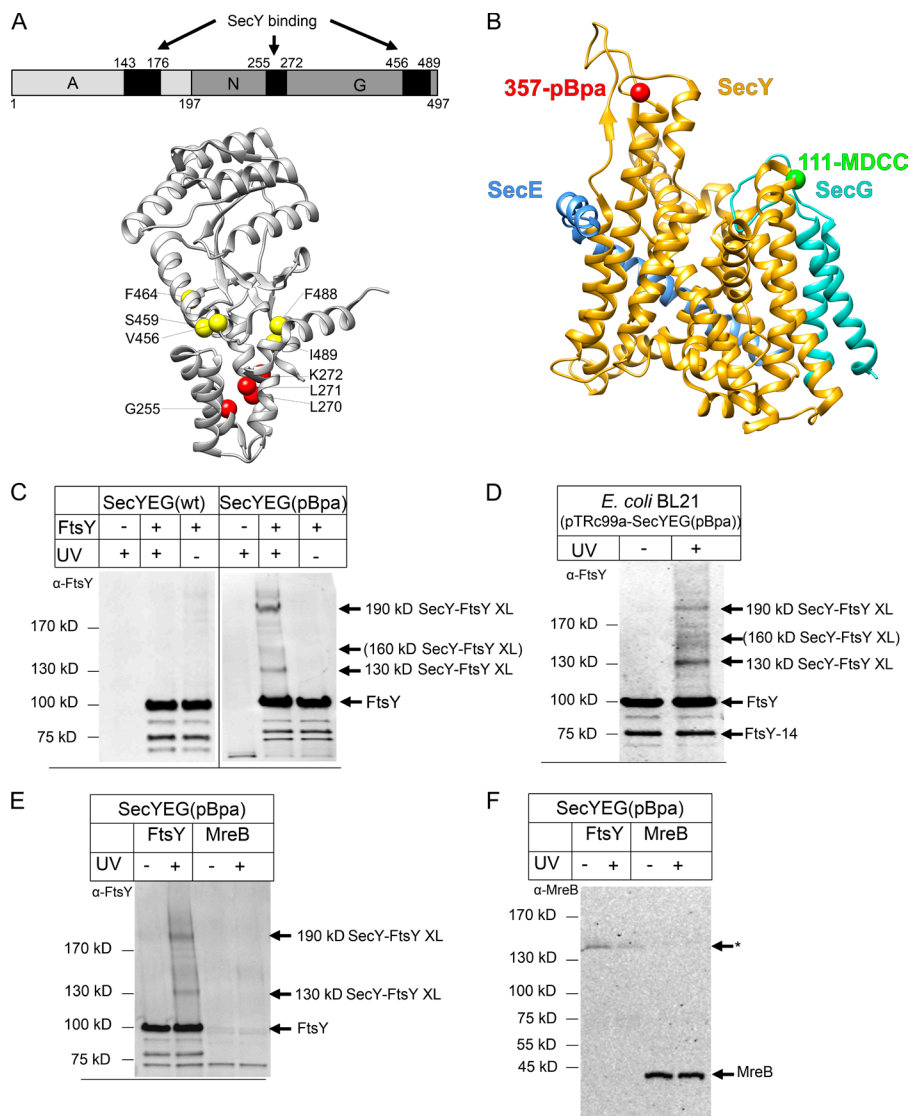 A
SecY binding
143 176 255 272 456 489
A N G
1 197 497
F464
S459
V456
G255
F488
I489
K272
L271
L270
B
357-pBpa
SecY
111-MDCC
SecE
SecG
C
SecYEG(wt) SecYEG(pBpa)
FtsY - + + - + +
UV + + - + + -
α-FtsY
170 kD
130 kD
100 kD
75 kD
190 kD SecY-FtsY XL
(160 kD SecY-FtsY XL)
130 kD SecY-FtsY XL
FtsY
D
E. coli BL21
(pTRc99a-SecYEG(pBpa))
UV - +
α-FtsY
170 kD
130 kD
100 kD
75 kD
190 kD SecY-FtsY XL
(160 kD SecY-FtsY XL)
130 kD SecY-FtsY XL
FtsY
FtsY-14
E
SecYEG(pBpa)
FtsY MreB
UV - + - +
α-FtsY
170 kD
130 kD
100 kD
75 kD
190 kD SecY-FtsY XL
130 kD SecY-FtsY XL
FtsY
F
SecYEG(pBpa)
FtsY MreB
UV - + - +
α-MreB
170 kD
130 kD
100 kD
75 kD
55 kD
45 kD
*
MreB